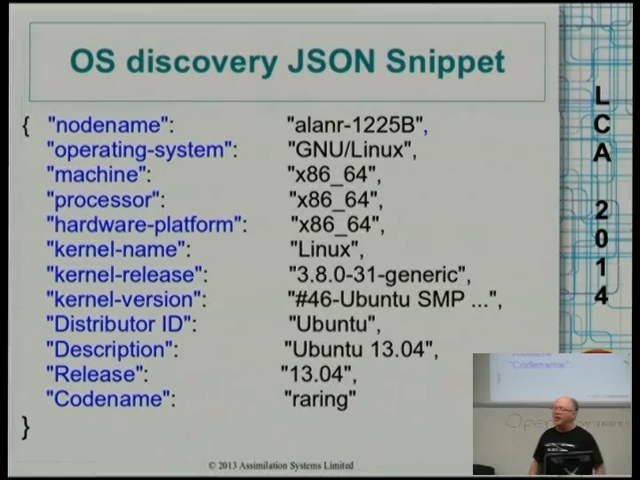 OS discovery JSON Snippet
{ "nodename": "alanr-1225B",
"operating-system": "GNU/Linux",
"machine": "x86_64",
"processor": "x86_64",
"hardware-platform": "x86_64",
"kernel-name": "Linux",
"kernel-release": "3.8.0-31-generic",
"kernel-version": "#46-Ubuntu SMP ...",
"Distributor ID": "Ubuntu",
"Description": "Ubuntu 13.04",
"Release": "13.04",
"Codename": "raring"
}
LCA 2014
"Codename"
© 2013 Assimilation Systems Limited